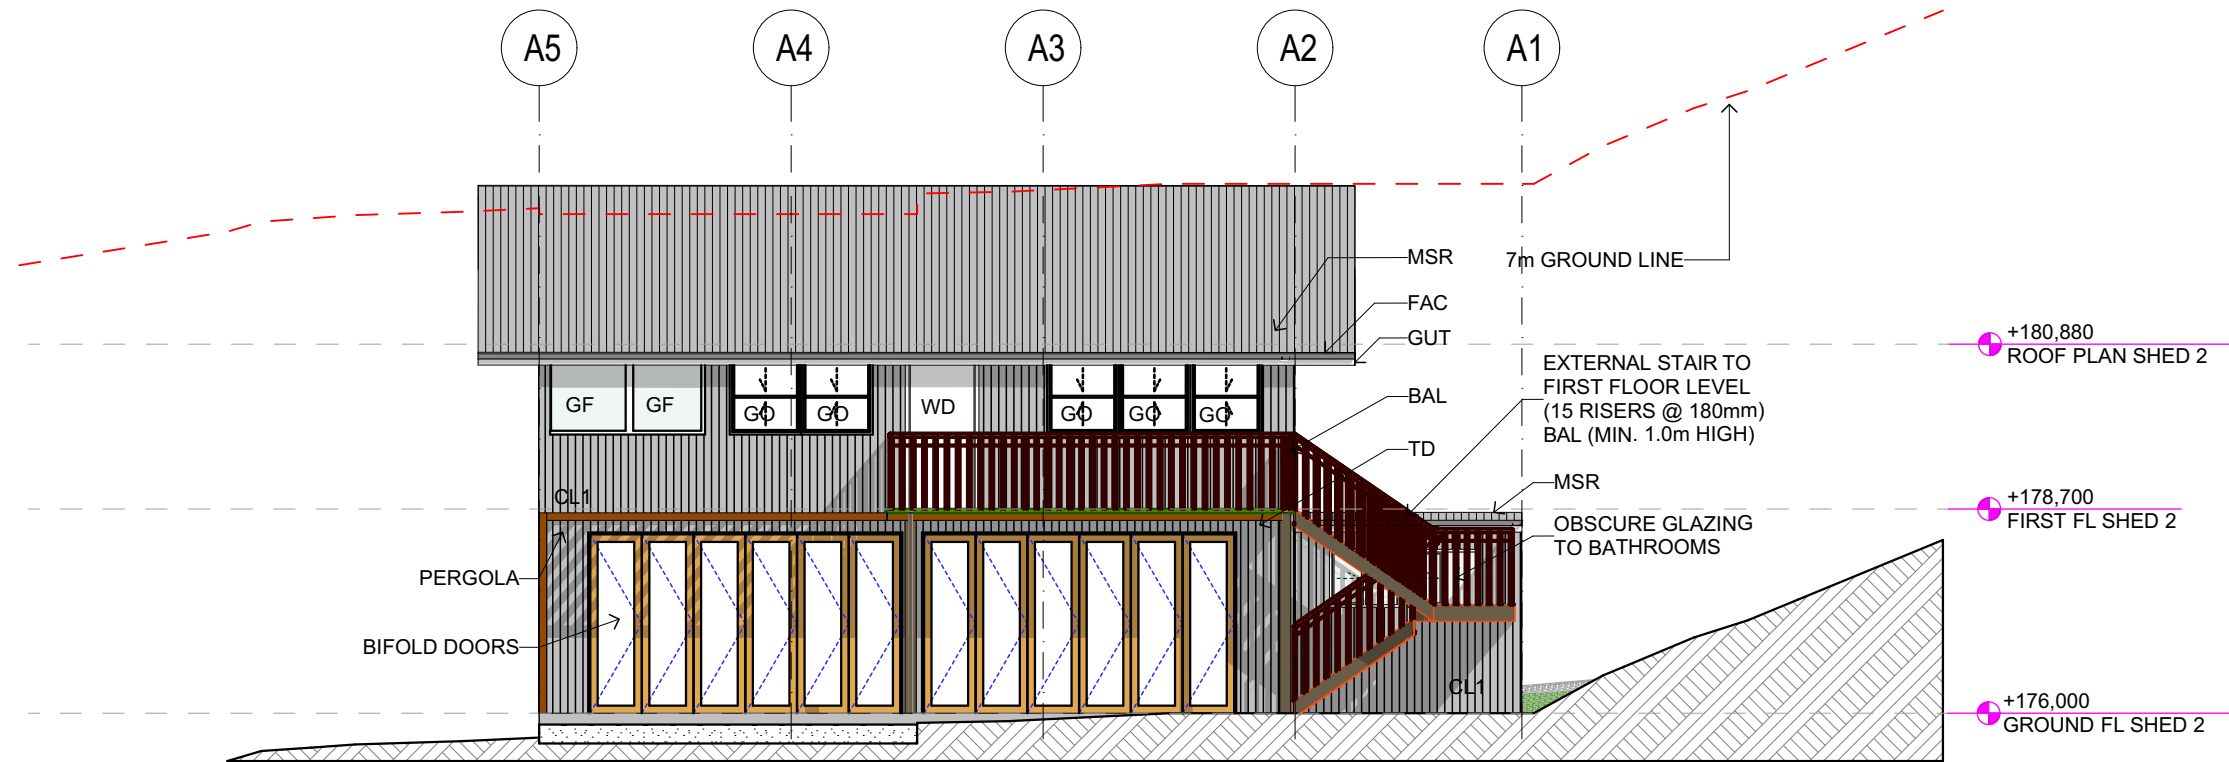 A5
A4
A3
A2
A1
MSR
7m GROUND LINE
FAC
GUT
+180,880
ROOF PLAN SHED 2
EXTERNAL STAIR TO
FIRST FLOOR LEVEL
(15 RISERS @ 180mm)
BAL (MIN. 1.0m HIGH)
BAL
GF
GF
GO
GO
WD
GO
GO
GO
TD
MSR
CL1
+178,700
FIRST FL SHED 2
OBSCURE GLAZING
TO BATHROOMS
PERGOLA
BIFOLD DOORS
CL1
+176,000
GROUND FL SHED 2